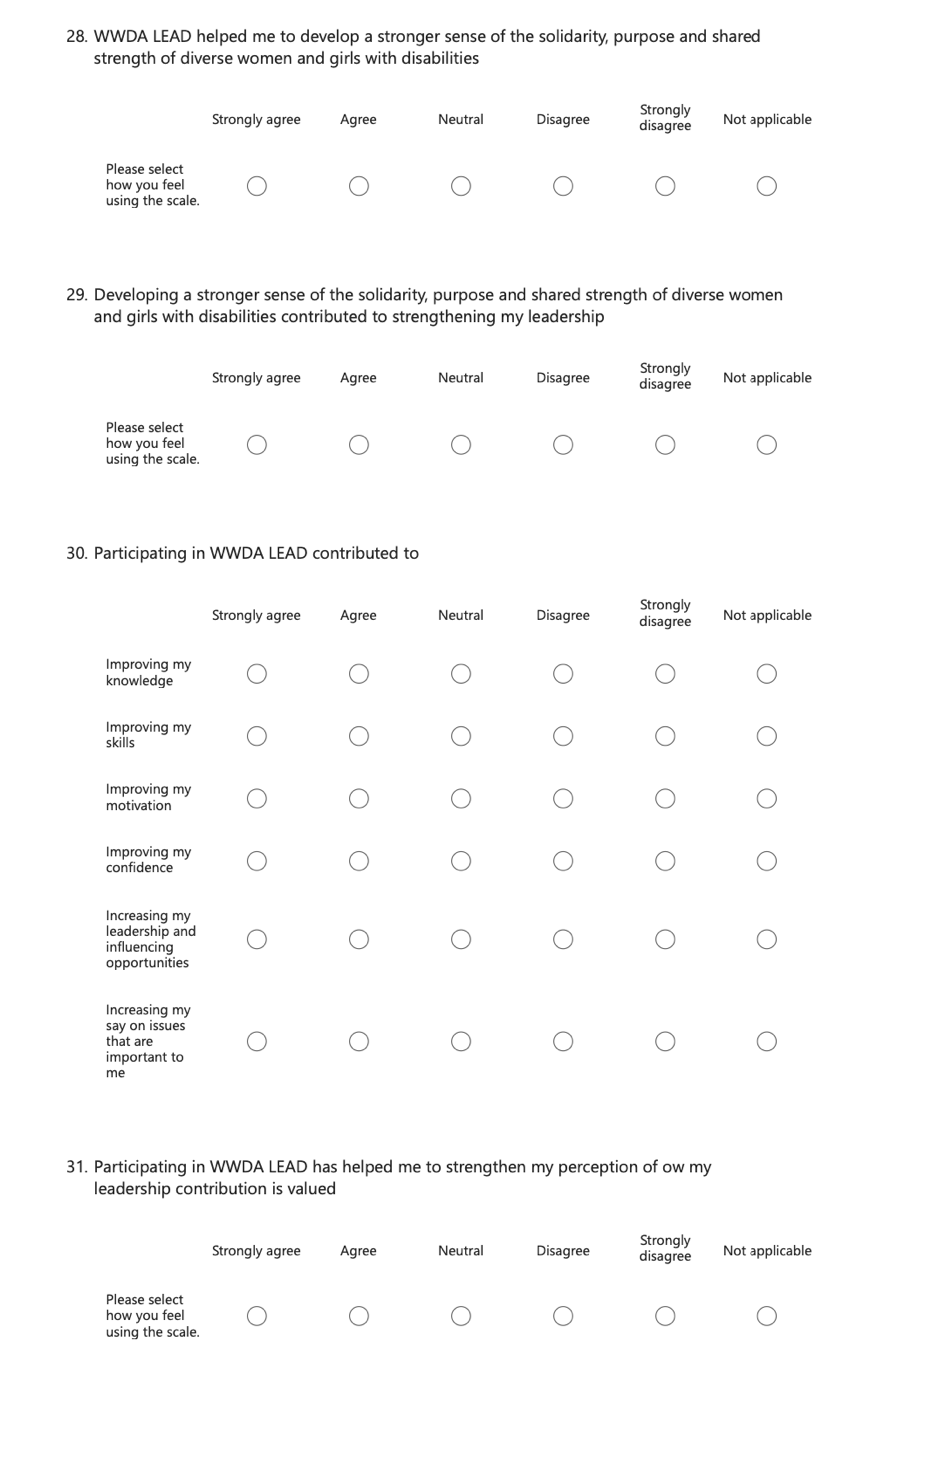 28. WWDA LEAD helped me to develop a stronger sense of the solidarity, purpose and shared
strength of diverse women and girls with disabilities
Strongly agree Agree Neutral Disagree Strongly disagree Not applicable
Please select
how you feel
using the scale.
29. Developing a stronger sense of the solidarity, purpose and shared strength of diverse women
and girls with disabilities contributed to strengthening my leadership
Strongly agree Agree Neutral Disagree Strongly disagree Not applicable
Please select
how you feel
using the scale.
30. Participating in WWDA LEAD contributed to
Strongly agree Agree Neutral Disagree Strongly disagree Not applicable
Improving my
knowledge
Improving my
skills
Improving my
motivation
Improving my
confidence
Increasing my
leadership and
influencing
opportunities
Increasing my
say on issues
that are
important to
me
31. Participating in WWDA LEAD has helped me to strengthen my perception of ow my
leadership contribution is valued
Strongly agree Agree Neutral Disagree Strongly disagree Not applicable
Please select
how you feel
using the scale.